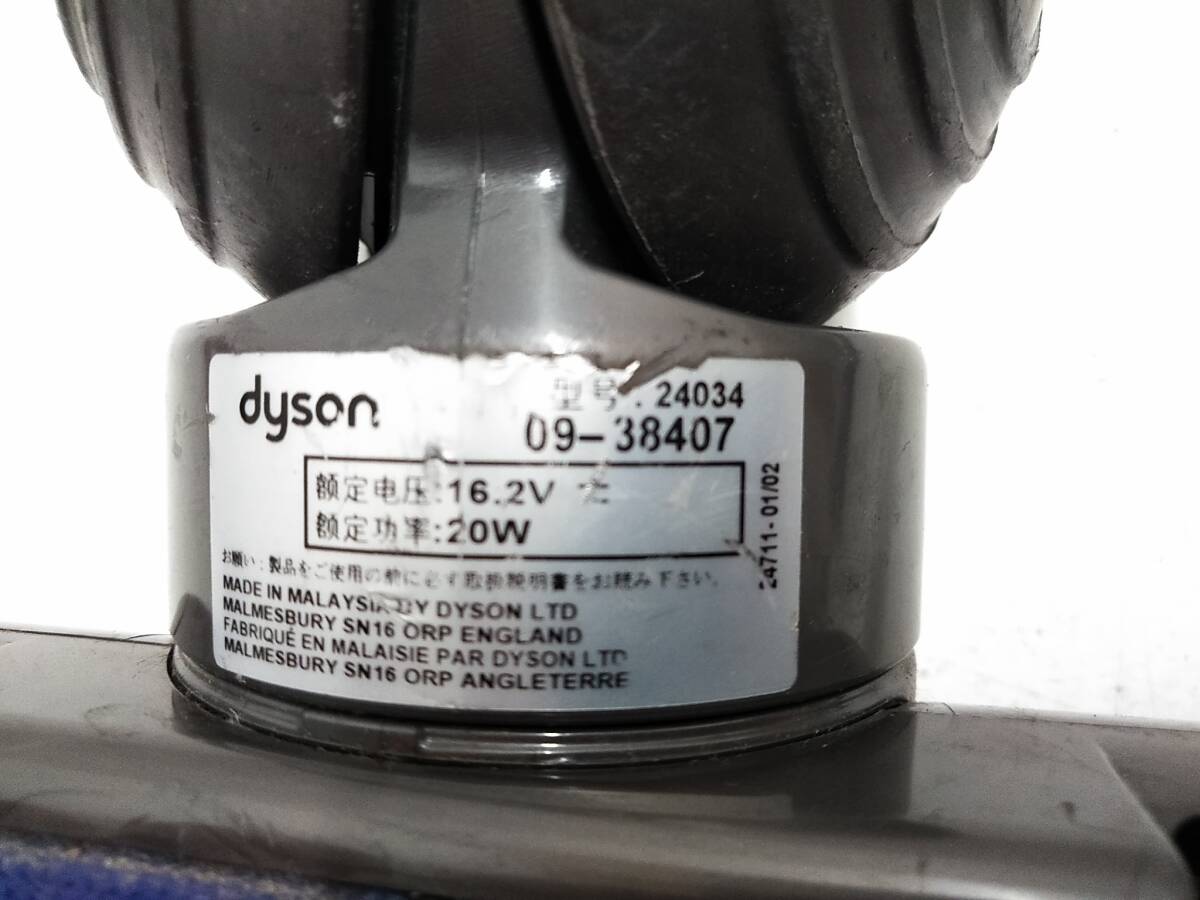 dyson
型号: 24034
09-38407
额定电压:16.2V
额定功率:20W
お願い:製品をご使用の前に必ず取扱説明書をお読み下さい。
MADE IN MALAYSIA BY DYSON LTD
MALMESBURY SN16 ORP ENGLAND
FABRIQUÉ EN MALAISIE PAR DYSON LTD
MALMESBURY SN16 ORP ANGLETERRE
24711-01/02